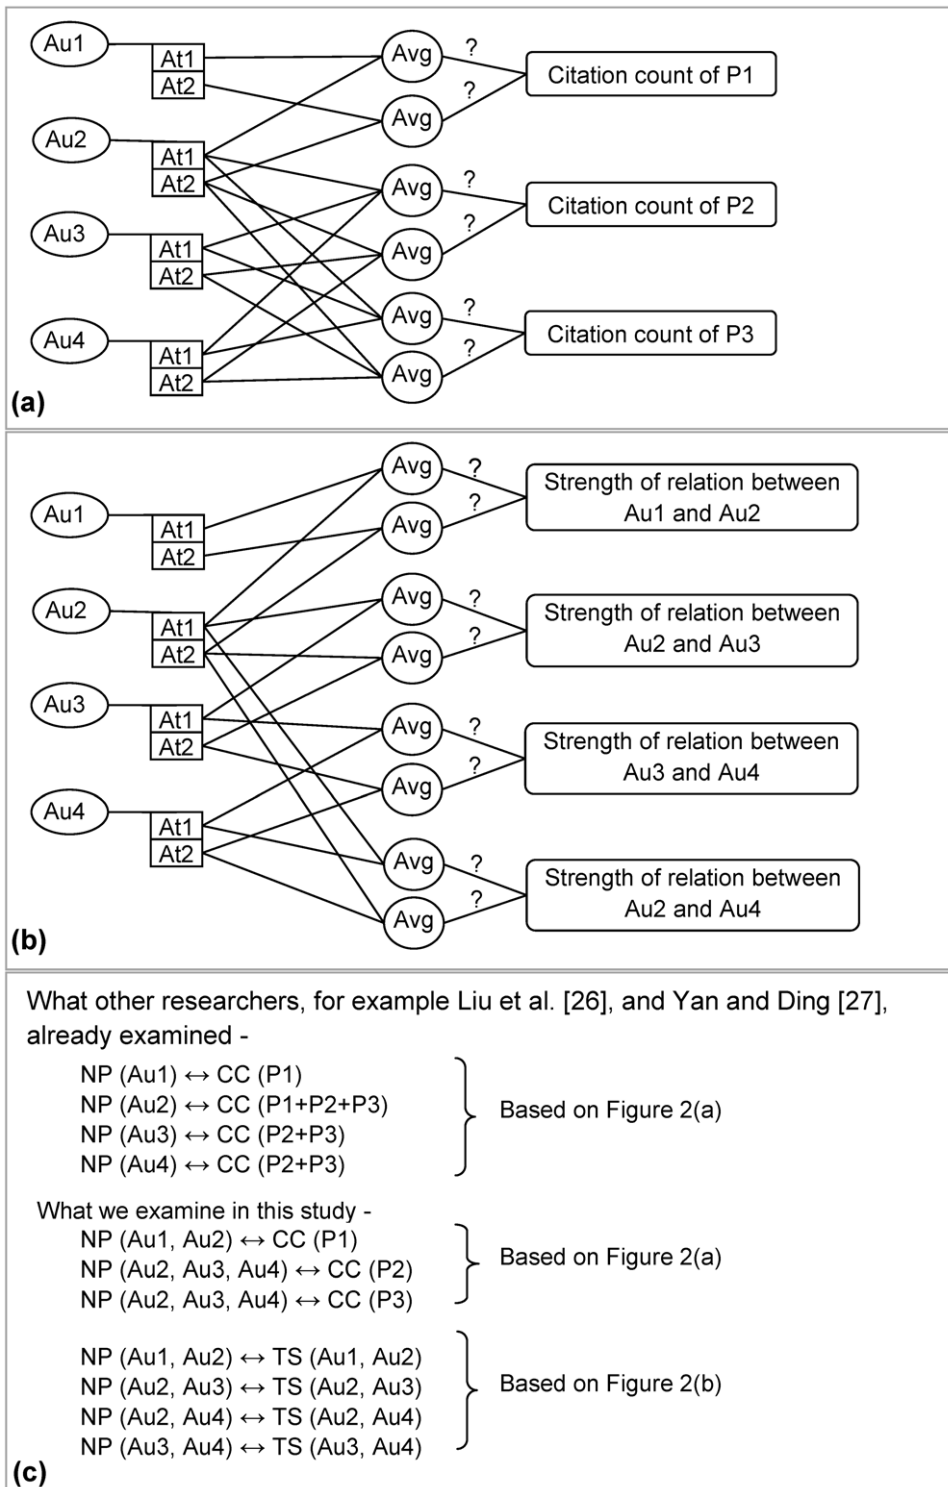 Au1
At1
At2
Avg
?
Citation count of P1
?
Avg
Au2
At1
At2
Avg
?
Citation count of P2
?
Avg
Au3
At1
At2
Avg
?
Citation count of P3
?
Avg
Au4
At1
At2
(a)
Au1
At1
At2
Avg
?
Strength of relation between
Au1 and Au2
?
Avg
Au2
At1
At2
Avg
?
Strength of relation between
Au2 and Au3
?
Avg
Au3
At1
At2
Avg
?
Strength of relation between
Au3 and Au4
?
Avg
Au4
At1
At2
Avg
?
Strength of relation between
Au2 and Au4
?
Avg
(b)
What other researchers, for example Liu et al. [26], and Yan and Ding [27],
already examined -
NP (Au1) ↔ CC (P1)
NP (Au2) ↔ CC (P1+P2+P3)
NP (Au3) ↔ CC (P2+P3)
NP (Au4) ↔ CC (P2+P3)
Based on Figure 2(a)
What we examine in this study -
NP (Au1, Au2) ↔ CC (P1)
NP (Au2, Au3, Au4) ↔ CC (P2)
NP (Au2, Au3, Au4) ↔ CC (P3)
Based on Figure 2(a)
NP (Au1, Au2) ↔ TS (Au1, Au2)
NP (Au2, Au3) ↔ TS (Au2, Au3)
NP (Au2, Au4) ↔ TS (Au2, Au4)
NP (Au3, Au4) ↔ TS (Au3, Au4)
Based on Figure 2(b)
(c)